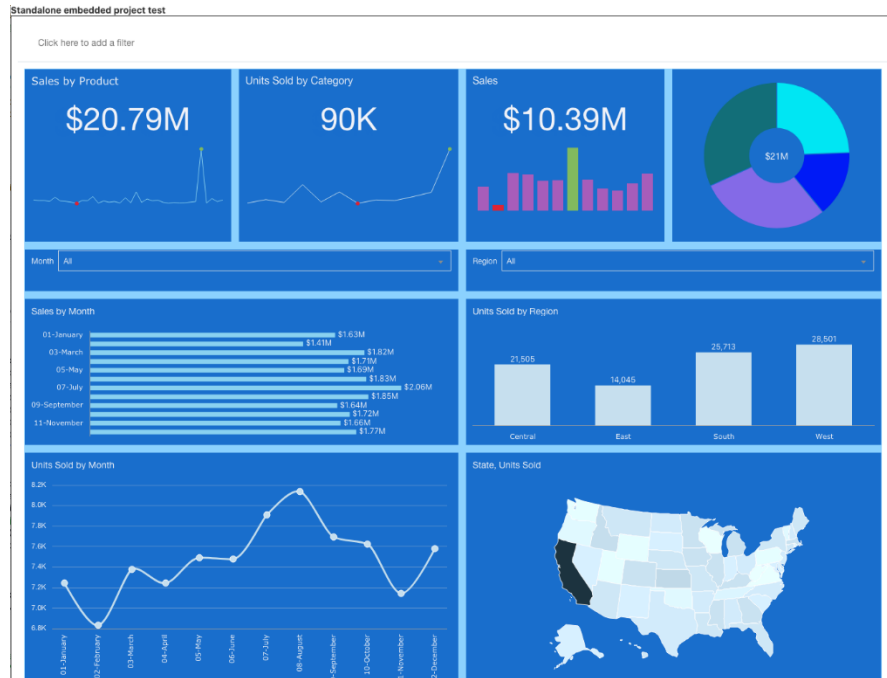 Standalone embedded project test
Click here to add a filter
Sales by Product
$20.79M
Units Sold by Category
90K
Sales
$10.39M
$21M
Month All
Region All
Sales by Month
01-January $1.63M
$1.41M
03-March $1.82M
$1.71M
05-May $1.69M
$1.83M
07-July $2.06M
$1.85M
09-September $1.64M
$1.72M
11-November $1.66M
$1.77M
Units Sold by Region
21,505
14,045
25,713
28,501
Central East South West
Units Sold by Month
8.2K
8.0K
7.8K
7.6K
7.4K
7.2K
7.0K
6.8K
01-January
02-February
03-March
04-April
05-May
06-June
07-July
08-August
9-September
10-October
1-November
2-December
State, Units Sold